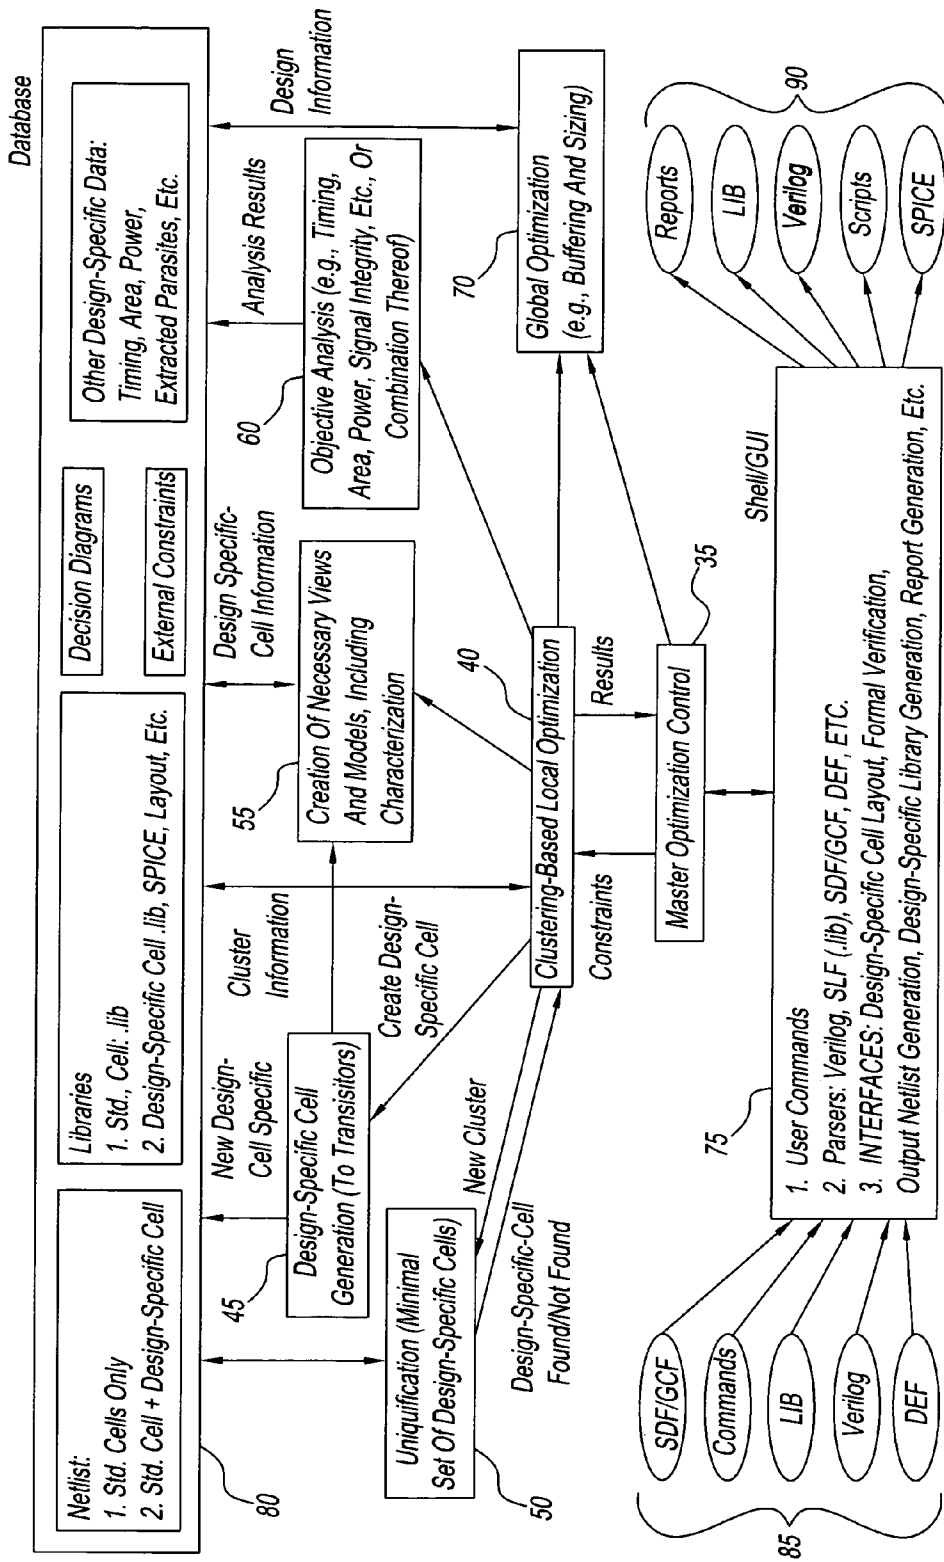 Database
Netlist:
1. Std. Cells Only
2. Std. Cell + Design-Specific Cell
Libraries
1. Std., Cell: .lib
2. Design-Specific Cell .lib, SPICE, Layout, Etc.
Decision Diagrams
External Constraints
Other Design-Specific Data:
Timing, Area, Power,
Extracted Parasites, Etc.
80
New Design-
Cell Specific
Cluster
Information
Design Specific-
Cell Information
Analysis Results
Design
Information
45
Design-Specific Cell
Generation (To Transisitors)
55
Creation Of Necessary Views
And Models, Including
Characterization
60
Objective Analysis (e.g., Timing,
Area, Power, Signal Integrity, Etc., Or
Combination Thereof)
Uniquification (Minimal
Set Of Design-Specific Cells)
50
Create Design-
Specific Cell
New Cluster
Design-Specific-Cell
Found/Not Found
70
Global Optimization
(e.g., Buffering And Sizing)
40
Clustering-Based Local Optimization
Constraints
Results
35
Master Optimization Control
Shell/GUI
75
1. User Commands
2. Parsers: Verilog, SLF (.lib), SDF/GCF, DEF, ETC.
3. INTERFACES: Design-Specific Cell Layout, Formal Verification,
Output Netlist Generation, Design-Specific Library Generation, Report Generation, Etc.
85
SDF/GCF
Commands
LIB
Verilog
DEF
90
Reports
LIB
Verilog
Scripts
SPICE